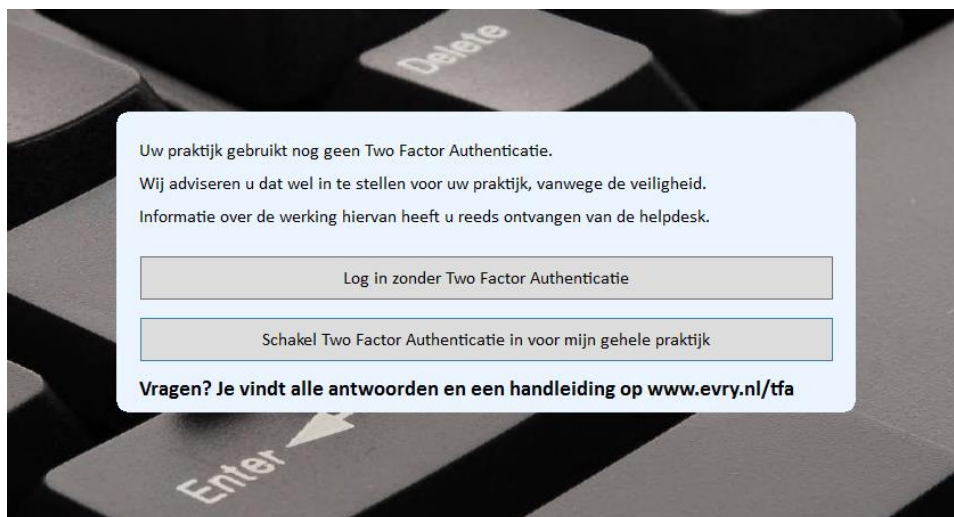 Delete
Uw praktijk gebruikt nog geen Two Factor Authenticatie.
Wij adviseren u dat wel in te stellen voor uw praktijk, vanwege de veiligheid.
Informatie over de werking hiervan heeft u reeds ontvangen van de helpdesk.
Log in zonder Two Factor Authenticatie
Schakel Two Factor Authenticatie in voor mijn gehele praktijk
Vragen? Je vindt alle antwoorden en een handleiding op www.evry.nl/tfa
Enter